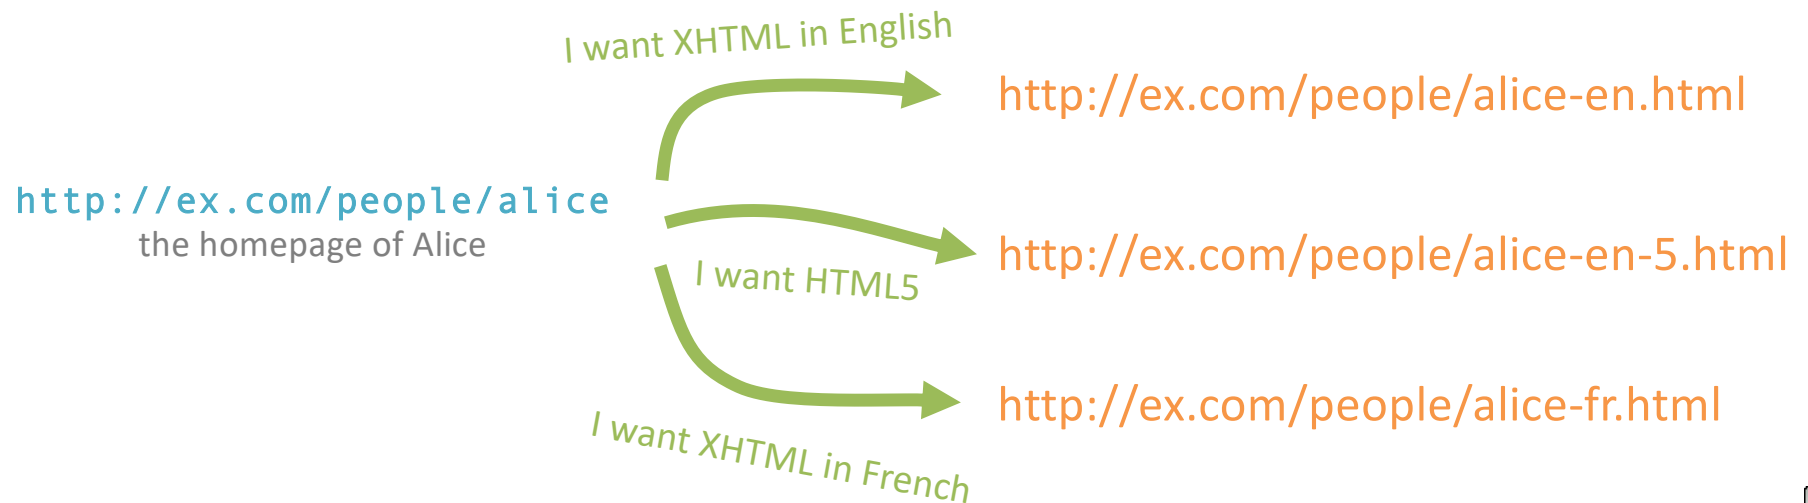 I want XHTML in English
http://ex.com/people/alice-en.html
http://ex.com/people/alice
the homepage of Alice
http://ex.com/people/alice-en-5.html
I want HTML5
http://ex.com/people/alice-fr.html
I want XHTML in French